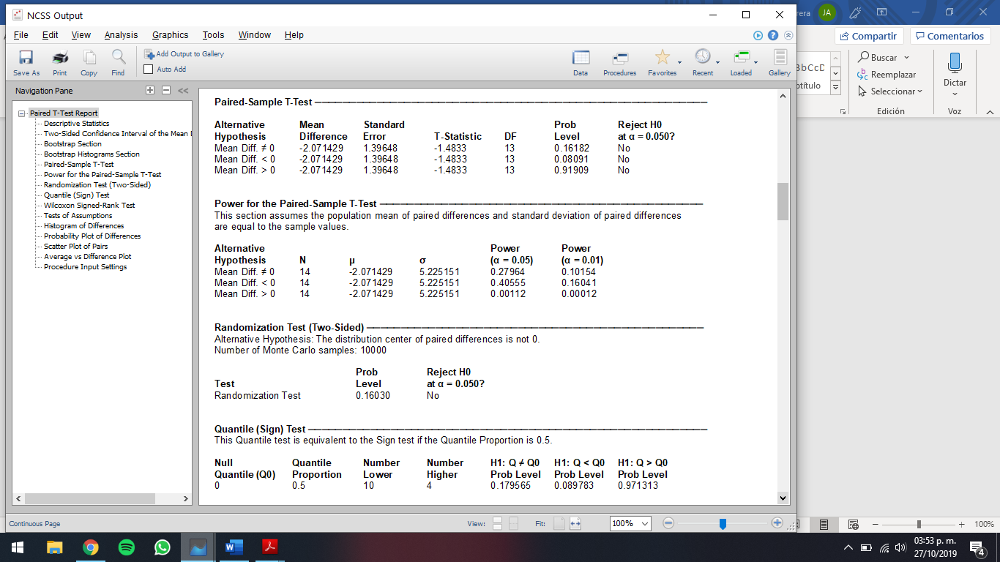 NCSS Output
File Edit View Analysis Graphics Tools Window Help
Save As Print Copy Find
Add Output to Gallery
Auto Add
Data Procedures Favorites Recent Loaded Gallery
Navigation Pane
Paired T-Test Report
Descriptive Statistics
Two-Sided Confidence Interval of the Mean
Bootstrap Section
Bootstrap Histograms Section
Paired-Sample T-Test
Power for the Paired-Sample T-Test
Randomization Test (Two-Sided)
Quantile (Sign) Test
Wilcoxon Signed-Rank Test
Tests of Assumptions
Histogram of Differences
Probability Plot of Differences
Scatter Plot of Pairs
Average vs Difference Plot
Procedure Input Settings
Paired-Sample T-Test
Alternative Mean Standard Prob Reject H0
Hypothesis Difference Error T-Statistic DF Level at α = 0.050?
Mean Diff. ≠ 0 -2.071429 1.39648 -1.4833 13 0.16182 No
Mean Diff. < 0 -2.071429 1.39648 -1.4833 13 0.08091 No
Mean Diff. > 0 -2.071429 1.39648 -1.4833 13 0.91909 No
Power for the Paired-Sample T-Test
This section assumes the population mean of paired differences and standard deviation of paired differences
are equal to the sample values.
Alternative Power Power
Hypothesis N μ σ (α = 0.05) (α = 0.01)
Mean Diff. ≠ 0 14 -2.071429 5.225151 0.27964 0.10154
Mean Diff. < 0 14 -2.071429 5.225151 0.40555 0.16041
Mean Diff. > 0 14 -2.071429 5.225151 0.00112 0.00012
Randomization Test (Two-Sided)
Alternative Hypothesis: The distribution center of paired differences is not 0.
Number of Monte Carlo samples: 10000
Prob Reject H0
Test Level at α = 0.050?
Randomization Test 0.16030 No
Quantile (Sign) Test
This Quantile test is equivalent to the Sign test if the Quantile Proportion is 0.5.
Null Quantile Number Number H1: Q ≠ Q0 H1: Q < Q0 H1: Q > Q0
Quantile (Q0) Proportion Lower Higher Prob Level Prob Level Prob Level
0 0.5 10 4 0.179565 0.089783 0.971313
Continuous Page
View: Fit: 100%
rera JA
Compartir Comentarios
BbCcD
btítulo
Buscar
Reemplazar
Seleccionar
Edición
Dictar
Voz
100%
03:53 p. m.
27/10/2019
4